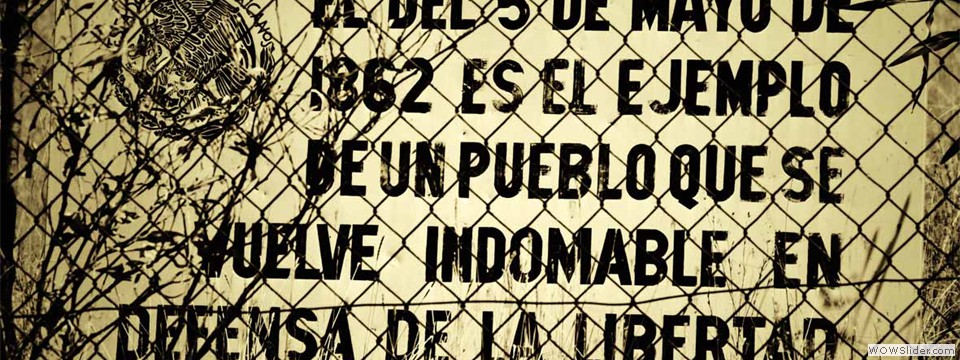 EL DEL 5 DE MAYO DE
1862 ES EL EJEMPLO
DE UN PUEBLO QUE SE
VUELVE INDOMABLE EN
DEFENSA DE LA LIBERTAD
WOWSlider.com